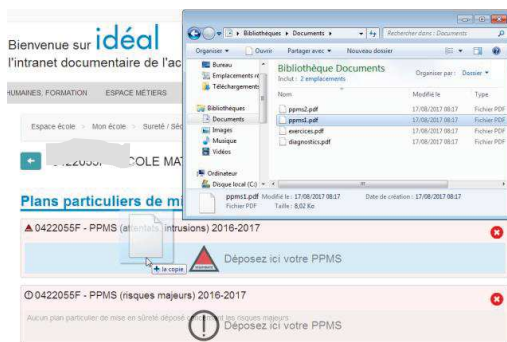 Bienvenue sur idéal
l'intranet documentaire de l'ac
HUMAINES, FORMATION ESPACE MÉTIERS
Espace école Mon école Sureté / Séc
0422055F COLE MAT
Plans particuliers de mi
0422055F - PPMS (attentats, intrusions) 2016-2017
+ la copie
Déposez ici votre PPMS
0422055F - PPMS (risques majeurs) 2016-2017
Aucun plan particulier de mise en sûreté déposé concernant les risques majeurs
Déposez ici votre PPMS
Bibliothèques Documents
Rechercher dans : Documents
Organiser Ouvrir Partager avec Nouveau dossier
Bureau
Emplacements ré
Téléchargements
Bibliothèques
Documents
Images
Musique
Vidéos
Ordinateur
Disque local (C:)
Bibliothèque Documents
Inclut : 2 emplacements
Organiser par : Dossier
Nom Modifié le Type
ppms2.pdf 17/08/2017 08:17 Fichier PDF
ppms1.pdf 17/08/2017 08:17 Fichier PDF
exercices.pdf 17/08/2017 08:17 Fichier PDF
diagnostics.pdf 17/08/2017 08:17 Fichier PDF
ppms1.pdf Modifié le : 17/08/2017 08:17 Date de création : 17/08/2017 08:17
Fichier PDF Taille : 8,02 Ko